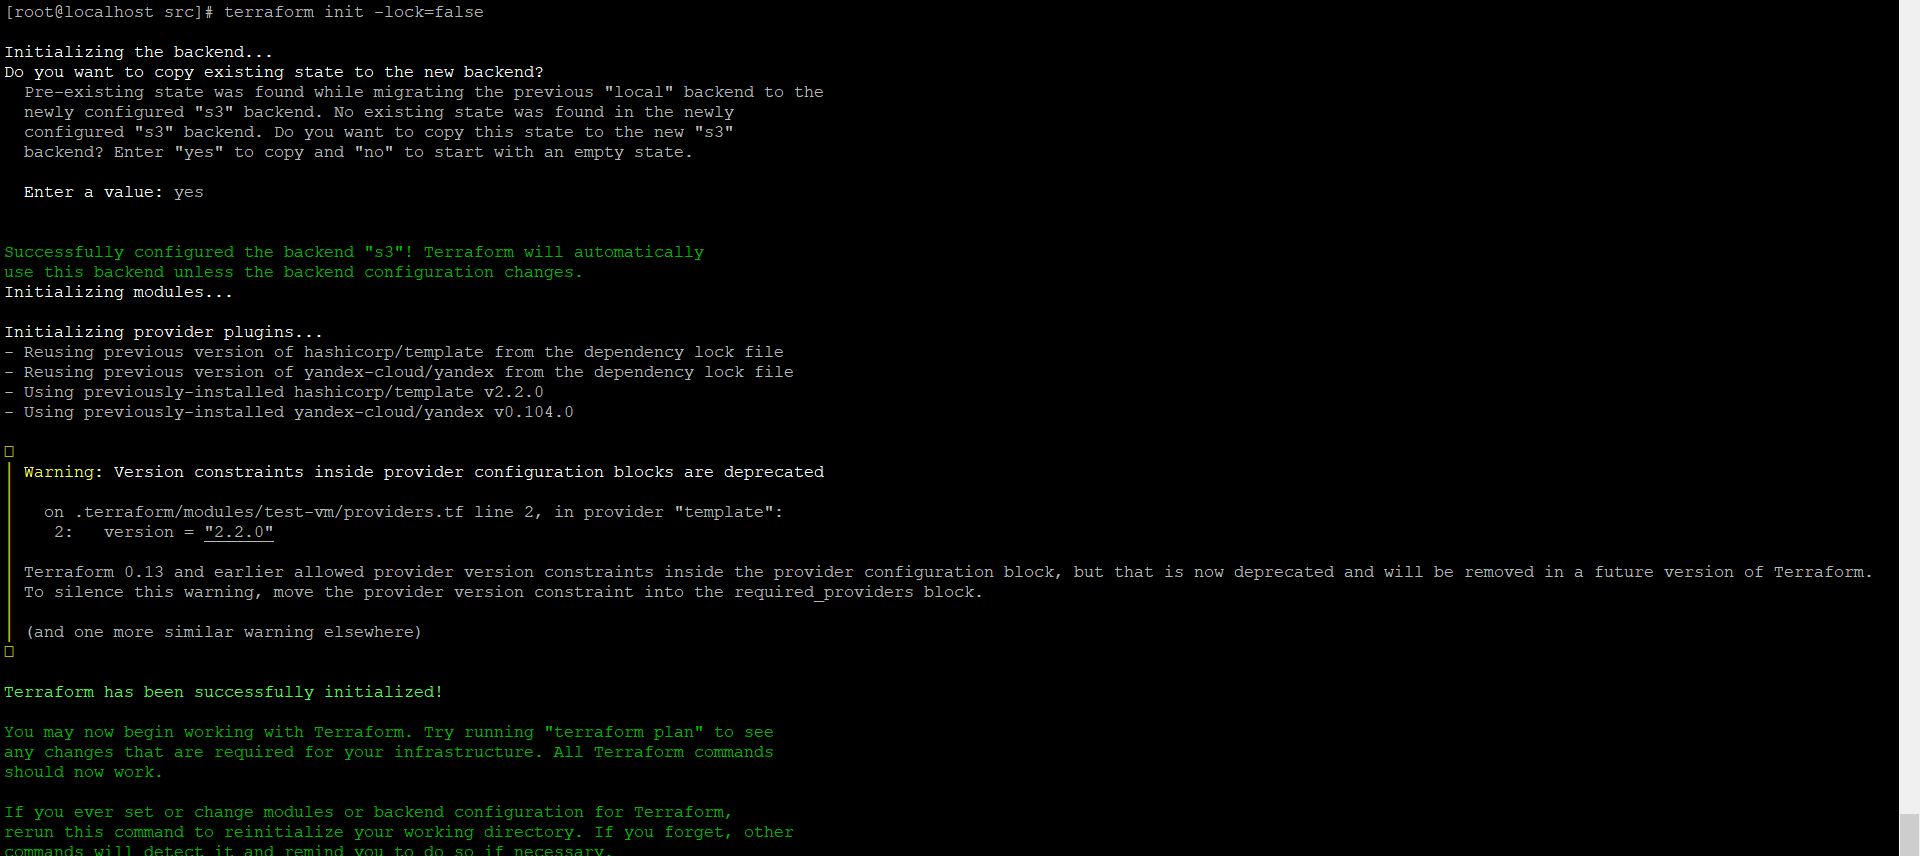 [root@localhost src]# terraform init -lock=false
Initializing the backend...
Do you want to copy existing state to the new backend?
Pre-existing state was found while migrating the previous "local" backend to the
newly configured "s3" backend. No existing state was found in the newly
configured "s3" backend. Do you want to copy this state to the new "s3"
backend? Enter "yes" to copy and "no" to start with an empty state.
Enter a value: yes
Successfully configured the backend "s3"! Terraform will automatically
use this backend unless the backend configuration changes.
Initializing modules...
Initializing provider plugins...
- Reusing previous version of hashicorp/template from the dependency lock file
- Reusing previous version of yandex-cloud/yandex from the dependency lock file
- Using previously-installed hashicorp/template v2.2.0
- Using previously-installed yandex-cloud/yandex v0.104.0
Warning: Version constraints inside provider configuration blocks are deprecated
on .terraform/modules/test-vm/providers.tf line 2, in provider "template":
2: version = "2.2.0"
Terraform 0.13 and earlier allowed provider version constraints inside the provider configuration block, but that is now deprecated and will be removed in a future version of Terraform.
To silence this warning, move the provider version constraint into the required_providers block.
(and one more similar warning elsewhere)
Terraform has been successfully initialized!
You may now begin working with Terraform. Try running "terraform plan" to see
any changes that are required for your infrastructure. All Terraform commands
should now work.
If you ever set or change modules or backend configuration for Terraform,
rerun this command to reinitialize your working directory. If you forget, other
commands will detect it and remind you to do so if necessary.